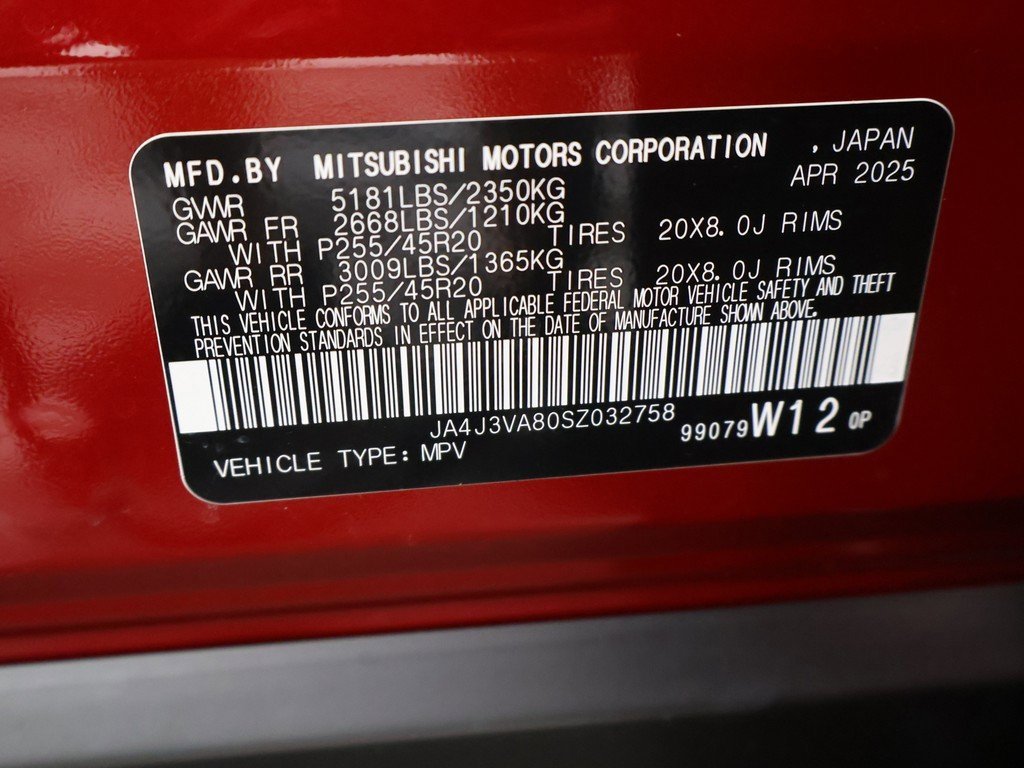 MFD.BY MITSUBISHI MOTORS CORPORATION , JAPAN
APR 2025
GVWR 5181LBS/2350KG
GAWR FR 2668LBS/1210KG
WITH P255/45R20 TIRES 20X8.0J RIMS
GAWR RR 3009LBS/1365KG
WITH P255/45R20 TIRES 20X8.0J RIMS
THIS VEHICLE CONFORMS TO ALL APPLICABLE FEDERAL MOTOR VEHICLE SAFETY AND THEFT
PREVENTION STANDARDS IN EFFECT ON THE DATE OF MANUFACTURE SHOWN ABOVE.
JA4J3VA80SZ032758
99079 W12 0P
VEHICLE TYPE: MPV